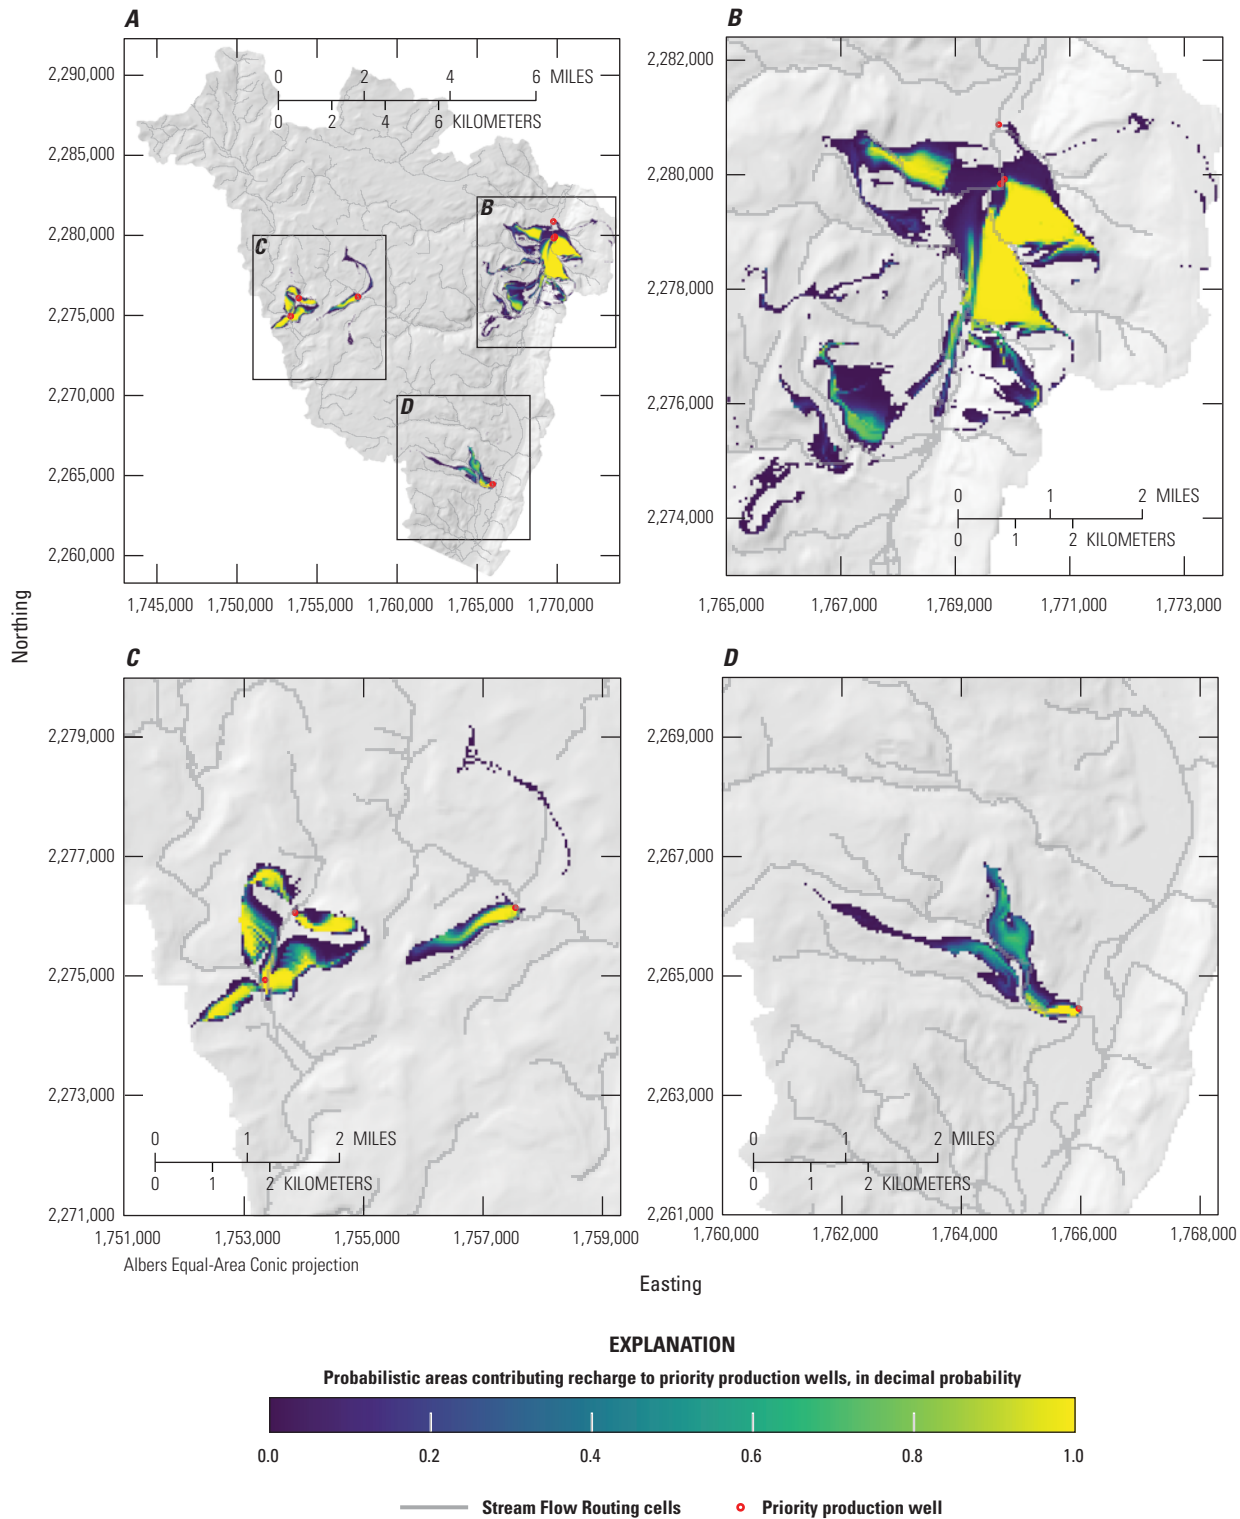 A
B
2,290,000
2,285,000
2,280,000
2,275,000
2,270,000
2,265,000
2,260,000
0 2 4 6 MILES
0 2 4 6 KILOMETERS
B
C
D
1,745,000 1,750,000 1,755,000 1,760,000 1,765,000 1,770,000
2,282,000
2,280,000
2,278,000
2,276,000
2,274,000
0 1 2 MILES
0 1 2 KILOMETERS
1,765,000 1,767,000 1,769,000 1,771,000 1,773,000
Northing
C
D
2,279,000
2,277,000
2,275,000
2,273,000
2,271,000
0 1 2 MILES
0 1 2 KILOMETERS
1,751,000 1,753,000 1,755,000 1,757,000 1,759,000
2,269,000
2,267,000
2,265,000
2,263,000
2,261,000
0 1 2 MILES
0 1 2 KILOMETERS
1,760,000 1,762,000 1,764,000 1,766,000 1,768,000
Albers Equal-Area Conic projection
Easting
EXPLANATION
Probabilistic areas contributing recharge to priority production wells, in decimal probability
0.0 0.2 0.4 0.6 0.8 1.0
Stream Flow Routing cells
Priority production well